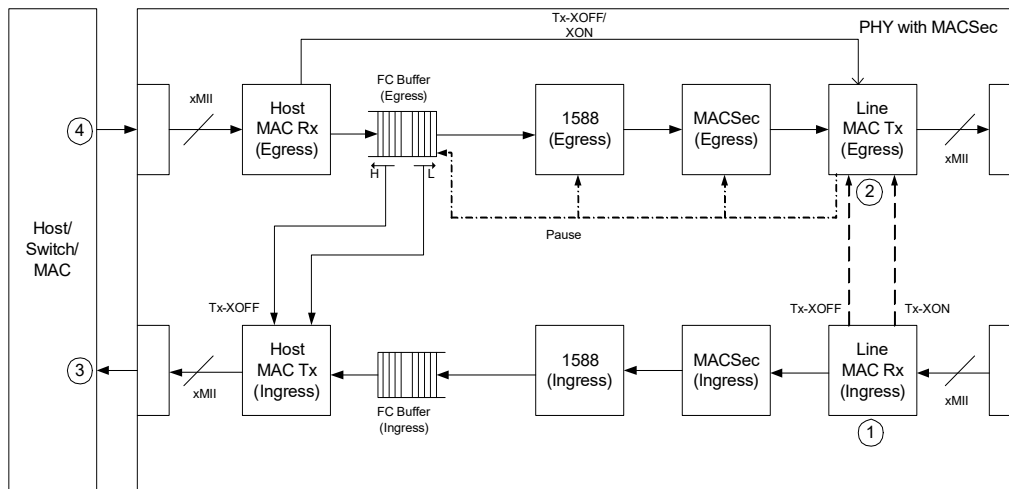 Tx-XOFF/
XON
PHY with MACSec
xMII
Host
MAC Rx
(Egress)
FC Buffer
(Egress)
1588
(Egress)
MACSec
(Egress)
Line
MAC Tx
(Egress)
xMII
4
H
L
2
Pause
Host/
Switch/
MAC
Tx-XOFF
Tx-XOFF
Tx-XON
3
xMII
Host
MAC Tx
(Ingress)
FC Buffer
(Ingress)
1588
(Ingress)
MACSec
(Ingress)
Line
MAC Rx
(Ingress)
xMII
1